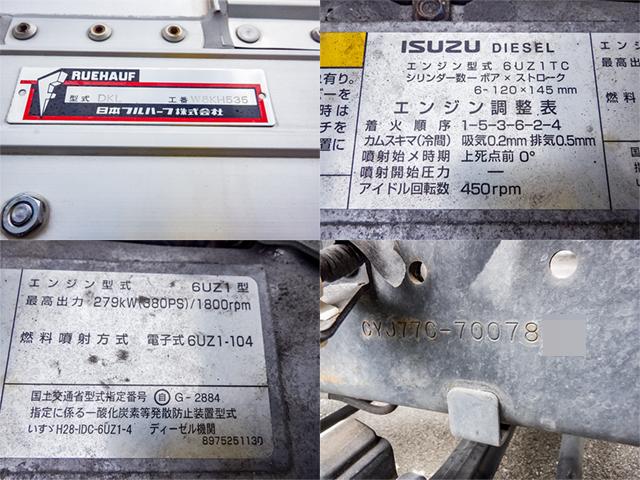 RUEHAUF
型式 DKL 工番 W8KH535
日本フルハーフ株式会社
有り。
ISUZU DIESEL
エンジン型式 6UZ1TC
シリンダー数―ボア×ストローク
6-120×145mm
エンジン調整表
着火順序 1-5-3-6-2-4
カムスキマ(冷間) 吸気0.2mm 排気0.5mm
噴射始メ時期 上死点前0°
噴射開始圧力 ―
アイドル回転数 450rpm
エンジン型式 6UZ1型
最高出力 279kW(380PS)/1800rpm
燃料噴射方式 電子式6UZ1-104
国土交通省型式指定番号 自 G-2884
指定に係る一酸化炭素等発散防止装置型式
いすゞH28-IDC-6UZ1-4 ディーゼル機関
8975251130
CYJ77C-70078